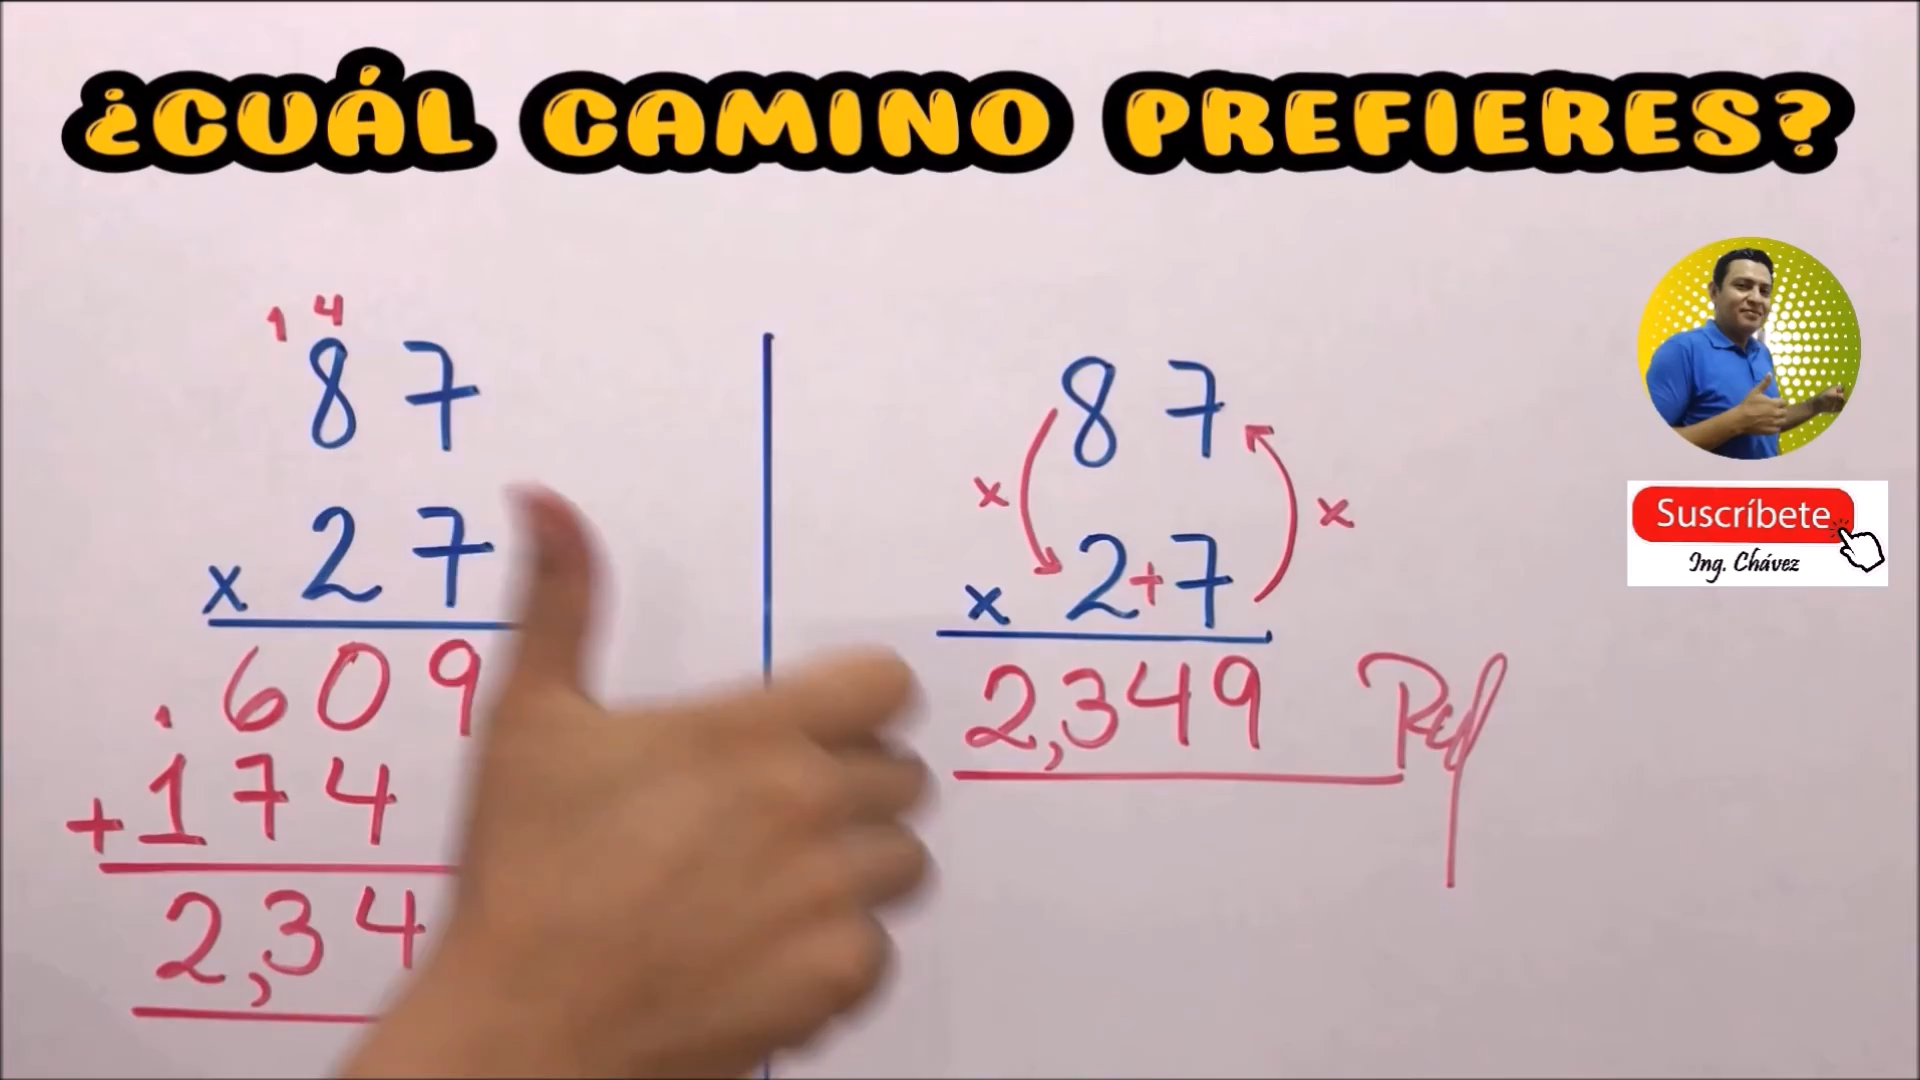 ¿CUÁL CAMINO PREFIERES?
1 4
87
x 27
609
+174
2,34
87
x x
x 2+7
2,349
Suscríbete
Ing. Chávez